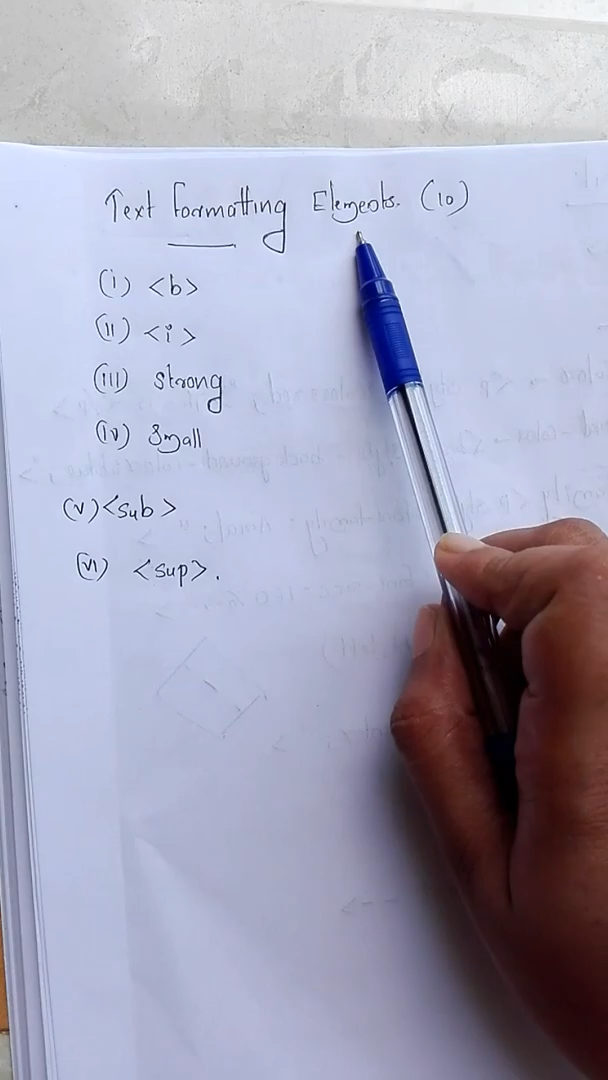 Text formatting Elements. (10)
(i) <b>
(ii) <i>
(iii) strong
(iv) small
(v) <sub>
(vi) <sup>.